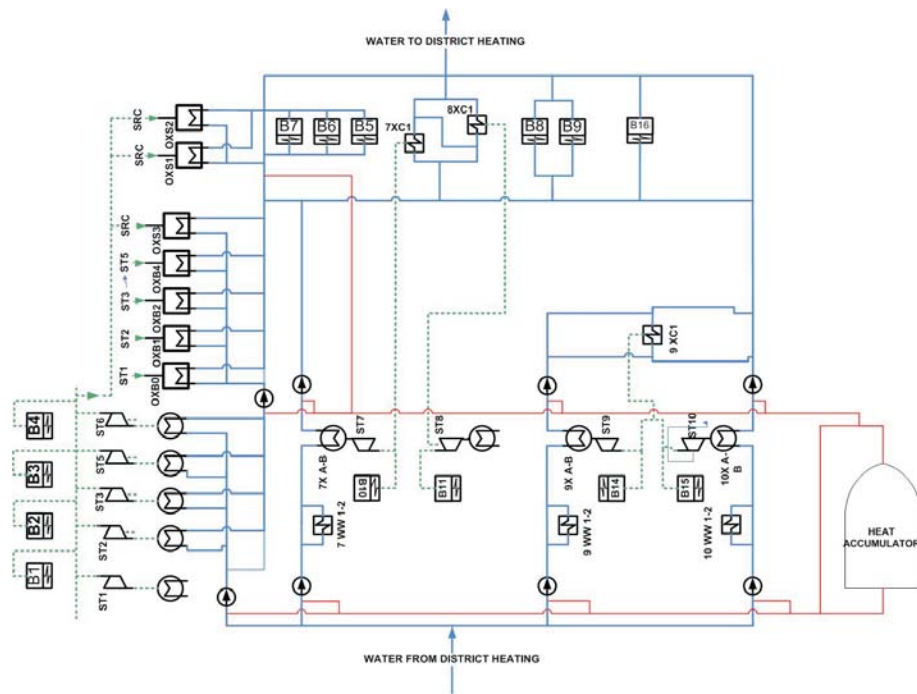 WATER TO DISTRICT HEATING
SRC
OXS2
SRC
OXS1
B7
B6
B5
7XC1
8XC1
B8
B9
B16
SRC
OXS3
ST5
OXB4
ST3
OXB2
ST2
OXB1
ST1
OXB0
9 XC1
B4
B3
B2
B1
ST6
ST5
ST3
ST2
ST1
ST7
7X A-B
B10
ST8
B11
ST9
9X A-B
B14
ST10
10X A-
B
B15
7 WW 1-2
9 WW 1-2
10 WW 1-2
HEAT
ACCUMULATOR
WATER FROM DISTRICT HEATING